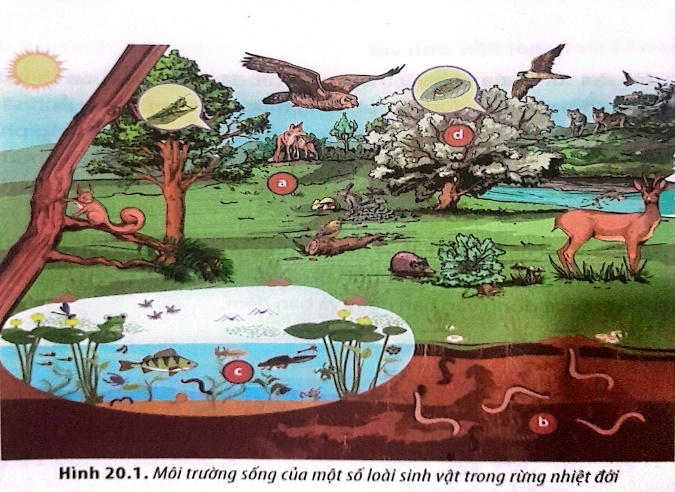 d
a
c
b
Hình 20.1. Môi trường sống của một số loài sinh vật trong rừng nhiệt đới